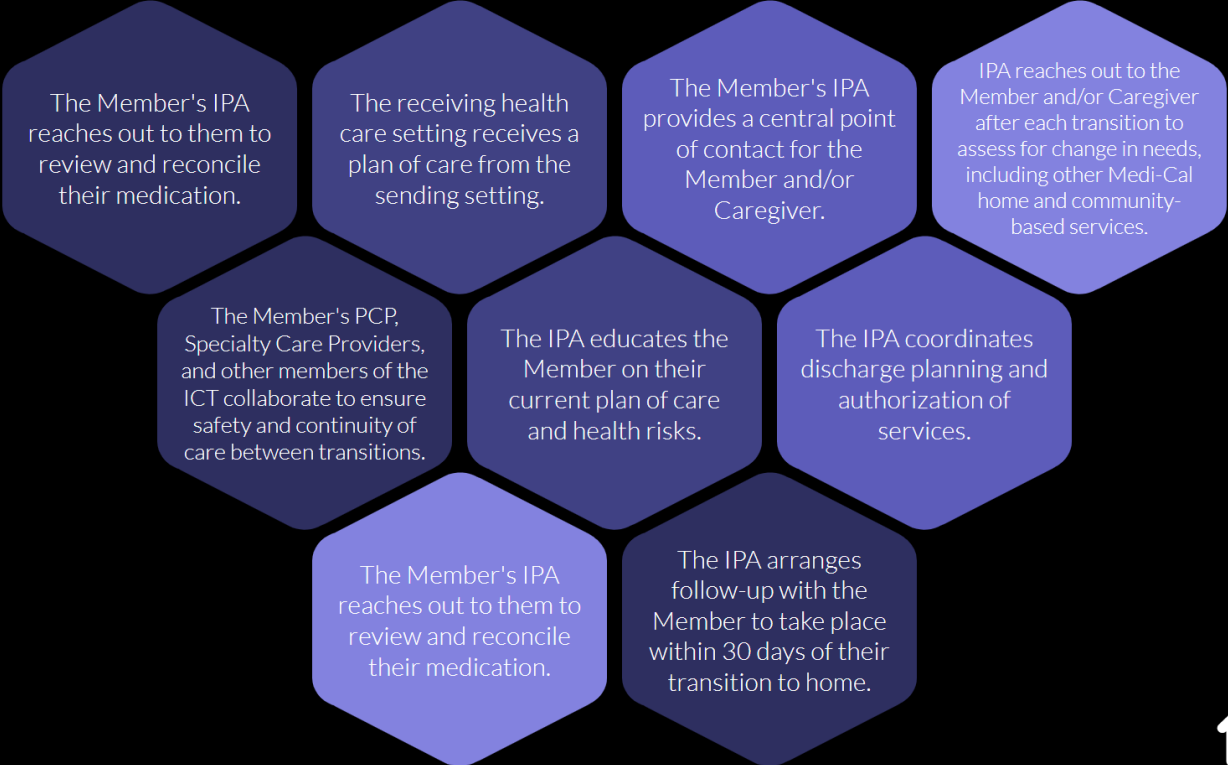 The Member's IPA
reaches out to them to
review and reconcile
their medication.
The receiving health
care setting receives a
plan of care from the
sending setting.
The Member's IPA
provides a central point
of contact for the
Member and/or
Caregiver.
IPA reaches out to the
Member and/or Caregiver
after each transition to
assess for change in needs,
including other Medi-Cal
home and community-
based services.
The Member's PCP,
Specialty Care Providers,
and other members of the
ICT collaborate to ensure
safety and continuity of
care between transitions.
The IPA educates the
Member on their
current plan of care
and health risks.
The IPA coordinates
discharge planning and
authorization of
services.
The Member's IPA
reaches out to them to
review and reconcile
their medication.
The IPA arranges
follow-up with the
Member to take place
within 30 days of their
transition to home.